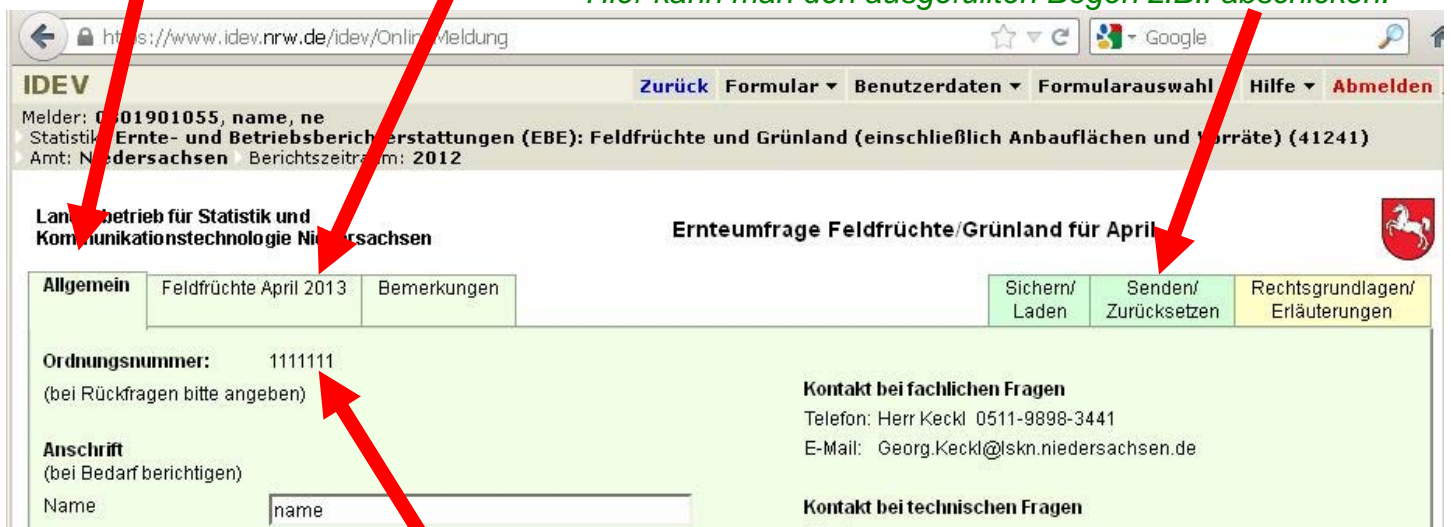 Hier kann man den ausgefüllten Bogen z.B.. abschicken.
https://www.idev.nrw.de/idev/OnlineMeldung
Google
IDEV
Zurück Formular Benutzerdaten Formularauswahl Hilfe Abmelden
Melder: 0301901055, name, ne
Statistik: Ernte- und Betriebsberichterstattungen (EBE): Feldfrüchte und Grünland (einschließlich Anbauflächen und Vorräte) (41241)
Amt: Niedersachsen Berichtszeitraum: 2012
Landesbetrieb für Statistik und
Kommunikationstechnologie Niedersachsen
Ernteumfrage Feldfrüchte/Grünland für April
Allgemein Feldfrüchte April 2013 Bemerkungen
Sichern/
Laden
Senden/
Zurücksetzen
Rechtsgrundlagen/
Erläuterungen
Ordnungsnummer: 1111111
(bei Rückfragen bitte angeben)
Kontakt bei fachlichen Fragen
Telefon: Herr Keckl 0511-9898-3441
E-Mail: Georg.Keckl@lskn.niedersachsen.de
Anschrift
(bei Bedarf berichtigen)
Name name
Kontakt bei technischen Fragen